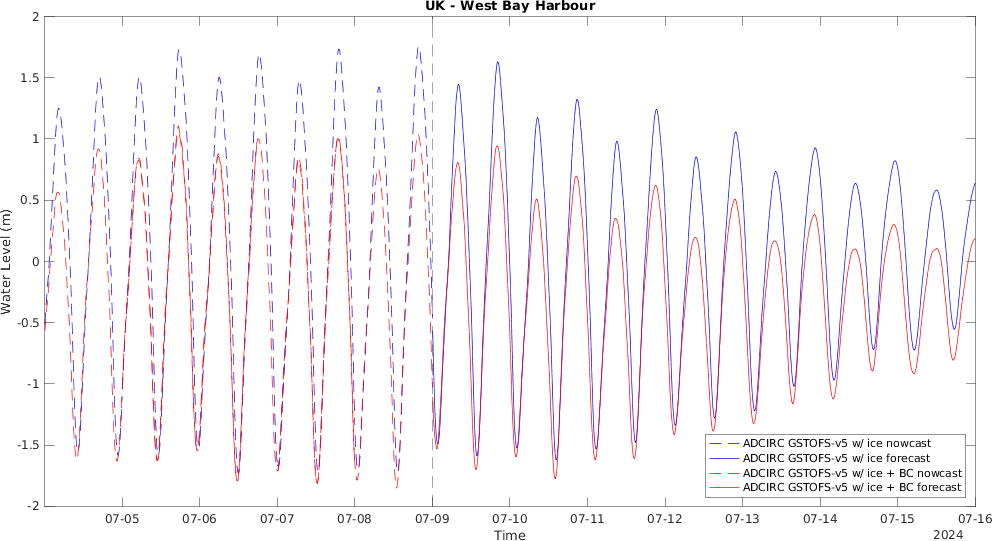 UK - West Bay Harbour
2
1.5
1
0.5
0
-0.5
-1
-1.5
-2
Water Level (m)
ADCIRC GSTOFS-v5 w/ ice nowcast
ADCIRC GSTOFS-v5 w/ ice forecast
ADCIRC GSTOFS-v5 w/ ice + BC nowcast
ADCIRC GSTOFS-v5 w/ ice + BC forecast
07-05 07-06 07-07 07-08 07-09 07-10 07-11 07-12 07-13 07-14 07-15 07-16
Time
2024